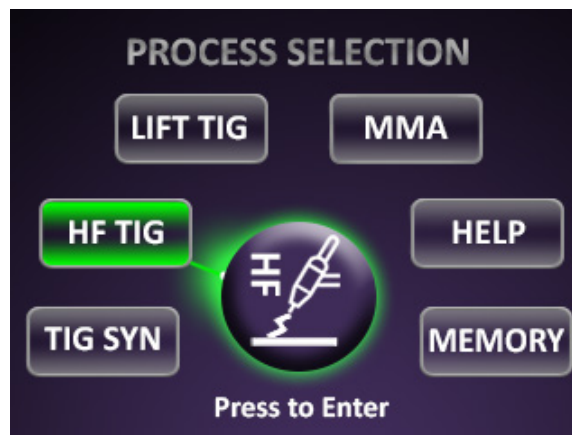 PROCESS SELECTION
LIFT TIG
MMA
HF TIG
HELP
HF
TIG SYN
MEMORY
Press to Enter